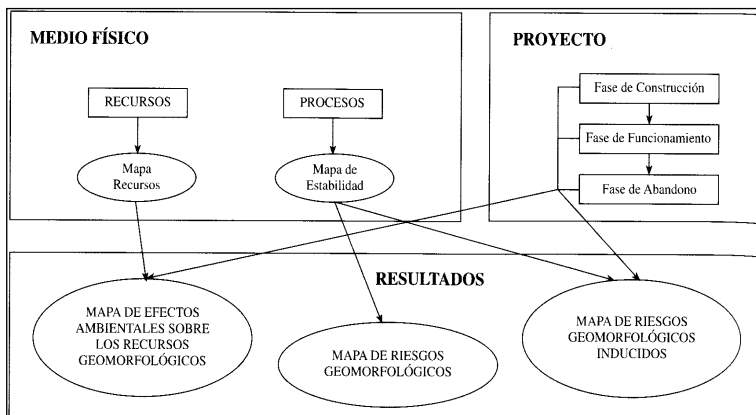 MEDIO FÍSICO
RECURSOS
PROCESOS
Mapa
Recursos
Mapa de
Estabilidad
PROYECTO
Fase de Construcción
Fase de Funcionamiento
Fase de Abandono
RESULTADOS
MAPA DE EFECTOS
AMBIENTALES SOBRE
LOS RECURSOS
GEOMORFOLÓGICOS
MAPA DE RIESGOS
GEOMORFOLÓGICOS
MAPA DE RIESGOS
GEOMORFOLÓGICOS
INDUCIDOS